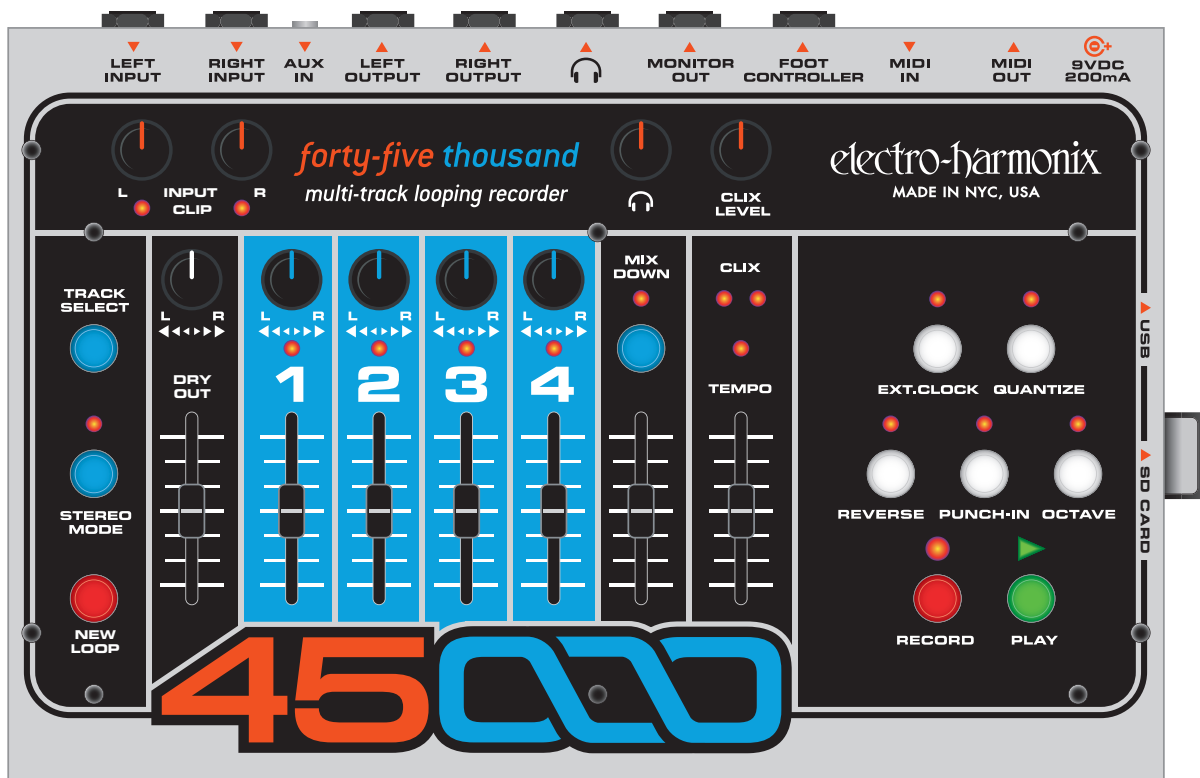 LEFT INPUT
RIGHT INPUT
AUX IN
LEFT OUTPUT
RIGHT OUTPUT
MONITOR OUT
FOOT CONTROLLER
MIDI IN
MIDI OUT
9VDC 200mA
forty-five thousand
multi-track looping recorder
electro-harmonix
MADE IN NYC, USA
L INPUT R
CLIP
CLIX LEVEL
TRACK SELECT
STEREO MODE
NEW LOOP
L R
DRY OUT
L R
1
L R
2
L R
3
L R
4
MIX DOWN
CLIX
TEMPO
EXT.CLOCK
QUANTIZE
REVERSE
PUNCH-IN
OCTAVE
RECORD
PLAY
USB
SD CARD
45000